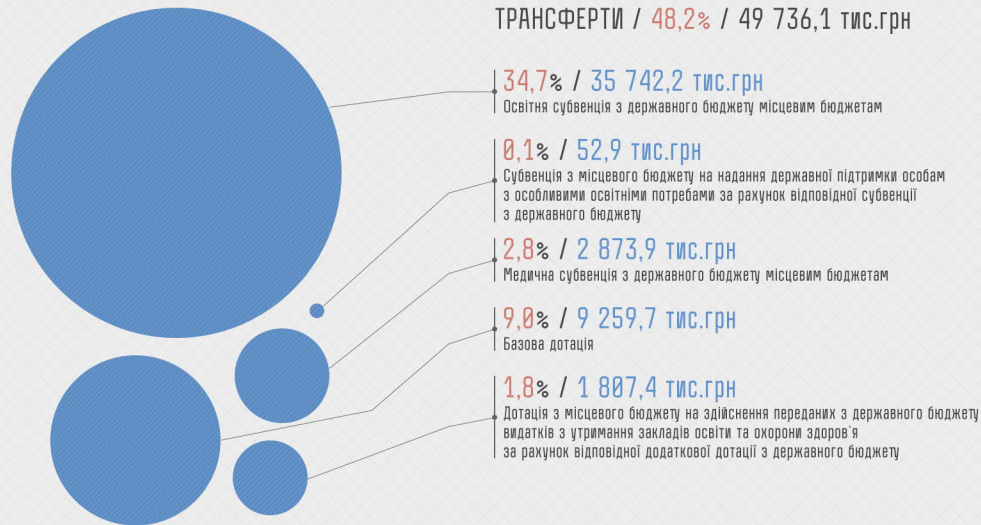 ТРАНСФЕРТИ / 48,2% / 49 736,1 тис.грн
34,7% / 35 742,2 тис.грн
Освітня субвенція з державного бюджету місцевим бюджетам
0,1% / 52,9 тис.грн
Субвенція з місцевого бюджету на надання державної підтримки особам
з особливими освітніми потребами за рахунок відповідної субвенції
з державного бюджету
2,8% / 2 873,9 тис.грн
Медична субвенція з державного бюджету місцевим бюджетам
9,0% / 9 259,7 тис.грн
Базова дотація
1,8% / 1 807,4 тис.грн
Дотація з місцевого бюджету на здійснення переданих з державного бюджету
видатків з утримання закладів освіти та охорони здоров`я
за рахунок відповідної додаткової дотації з державного бюджету